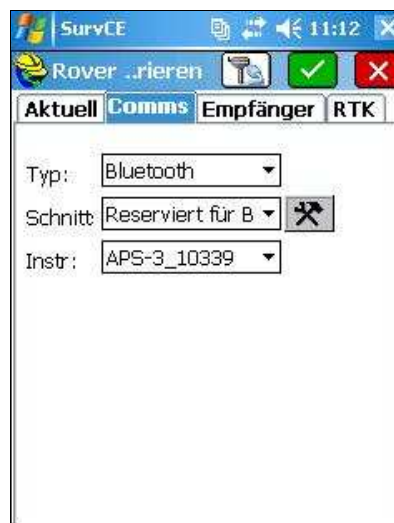 SurvCE 11:12
Rover ..rieren
Aktuell Comms Empfänger RTK
Typ: Bluetooth
Schnitt Reserviert für B
Instr: APS-3_10339